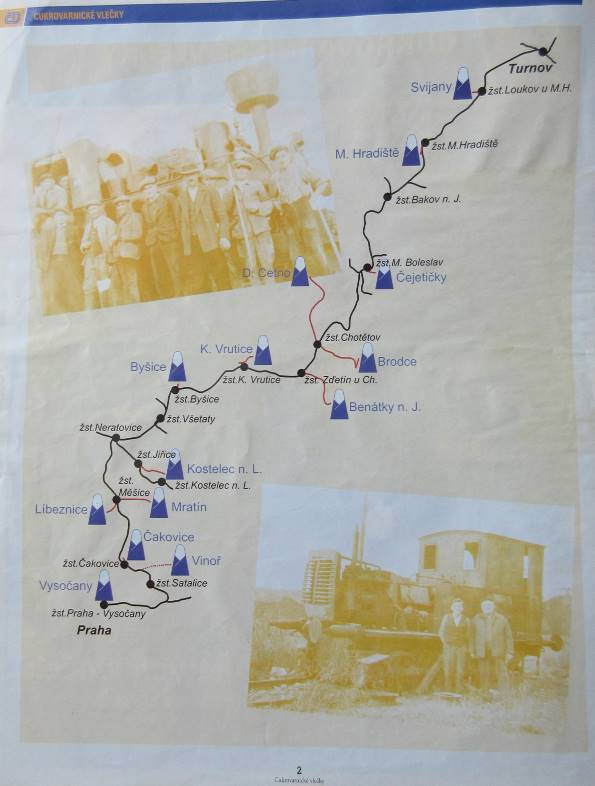 CUKROVARNICKÉ VLEČKY
Turnov
Svijany
žst.Loukov u M.H.
M. Hradiště
žst.M.Hradiště
žst.Bakov n. J.
žst.M. Boleslav
D. Cetno
Čejetičky
žst.Chotětov
K. Vrutice
Brodce
Byšice
žst.K. Vrutice
žst. Zdětín u Ch.
žst.Byšice
Benátky n. J.
žst.Všetaty
žst.Neratovice
žst.Jiřice
Kostelec n. L.
žst.
Měšice
žst.Kostelec n. L.
Líbeznice
Mratín
Čakovice
žst.Čakovice
Vinoř
Vysočany
žst.Satalice
žst.Praha - Vysočany
Praha
2
Cukrovarnické vlečky